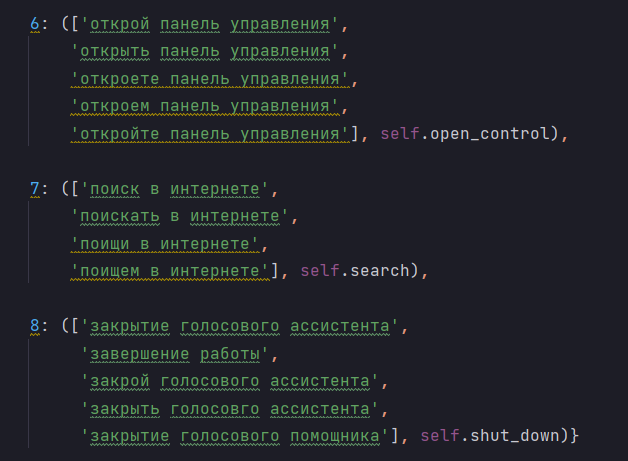 6: (['открой панель управления',
'открыть панель управления',
'откроете панель управления',
'откроем панель управления',
'откройте панель управления'], self.open_control),
7: (['поиск в интернете',
'поискать в интернете',
'поищи в интернете',
'поищем в интернете'], self.search),
8: (['закрытие голосового ассистента',
'завершение работы',
'закрой голосового ассистента',
'закрыть голосовго ассистента',
'закрытие голосового помощника'], self.shut_down)}